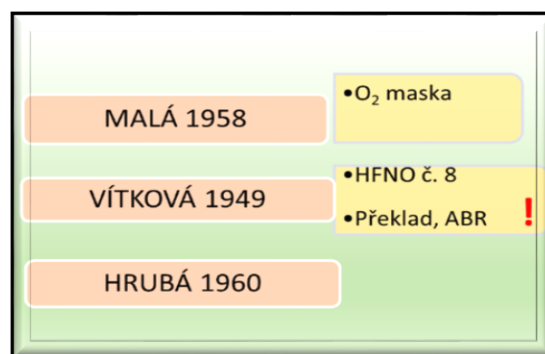 MALÁ 1958
•O₂ maska
VÍTKOVÁ 1949
•HFNO č. 8
•Překlad, ABR !
HRUBÁ 1960